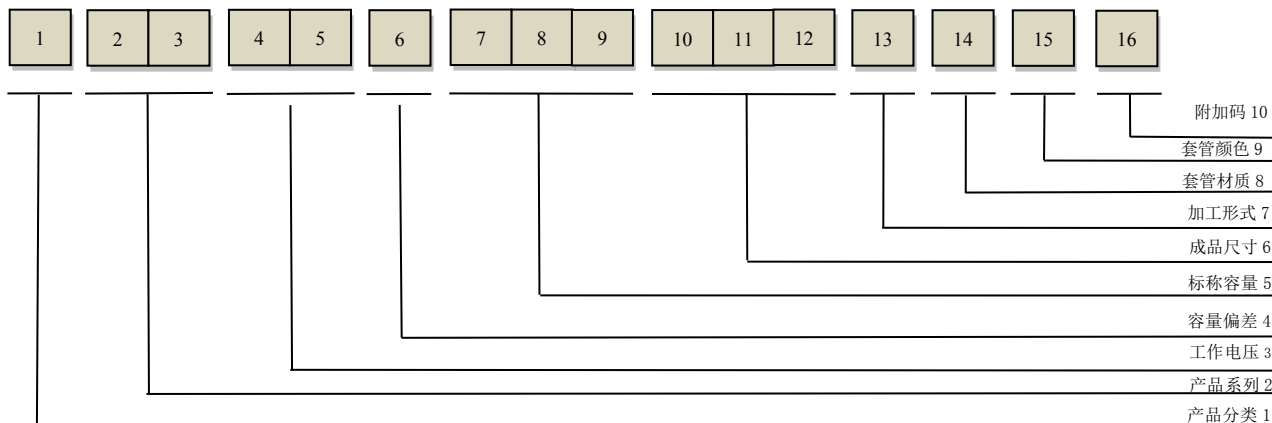 1 2 3 4 5 6 7 8 9 10 11 12 13 14 15 16
附加码 10
套管颜色 9
套管材质 8
加工形式 7
成品尺寸 6
标称容量 5
容量偏差 4
工作电压 3
产品系列 2
产品分类 1